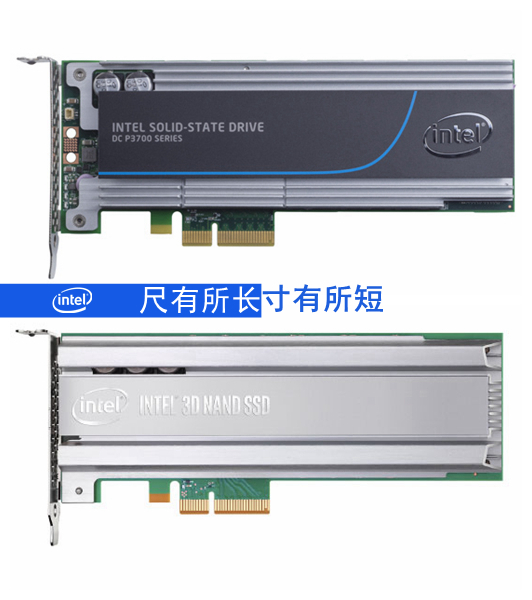 INTEL SOLID-STATE DRIVE
DC P3700 SERIES
intel
intel
尺有所长寸有所短
intel
INTEL 3D NAND SSD